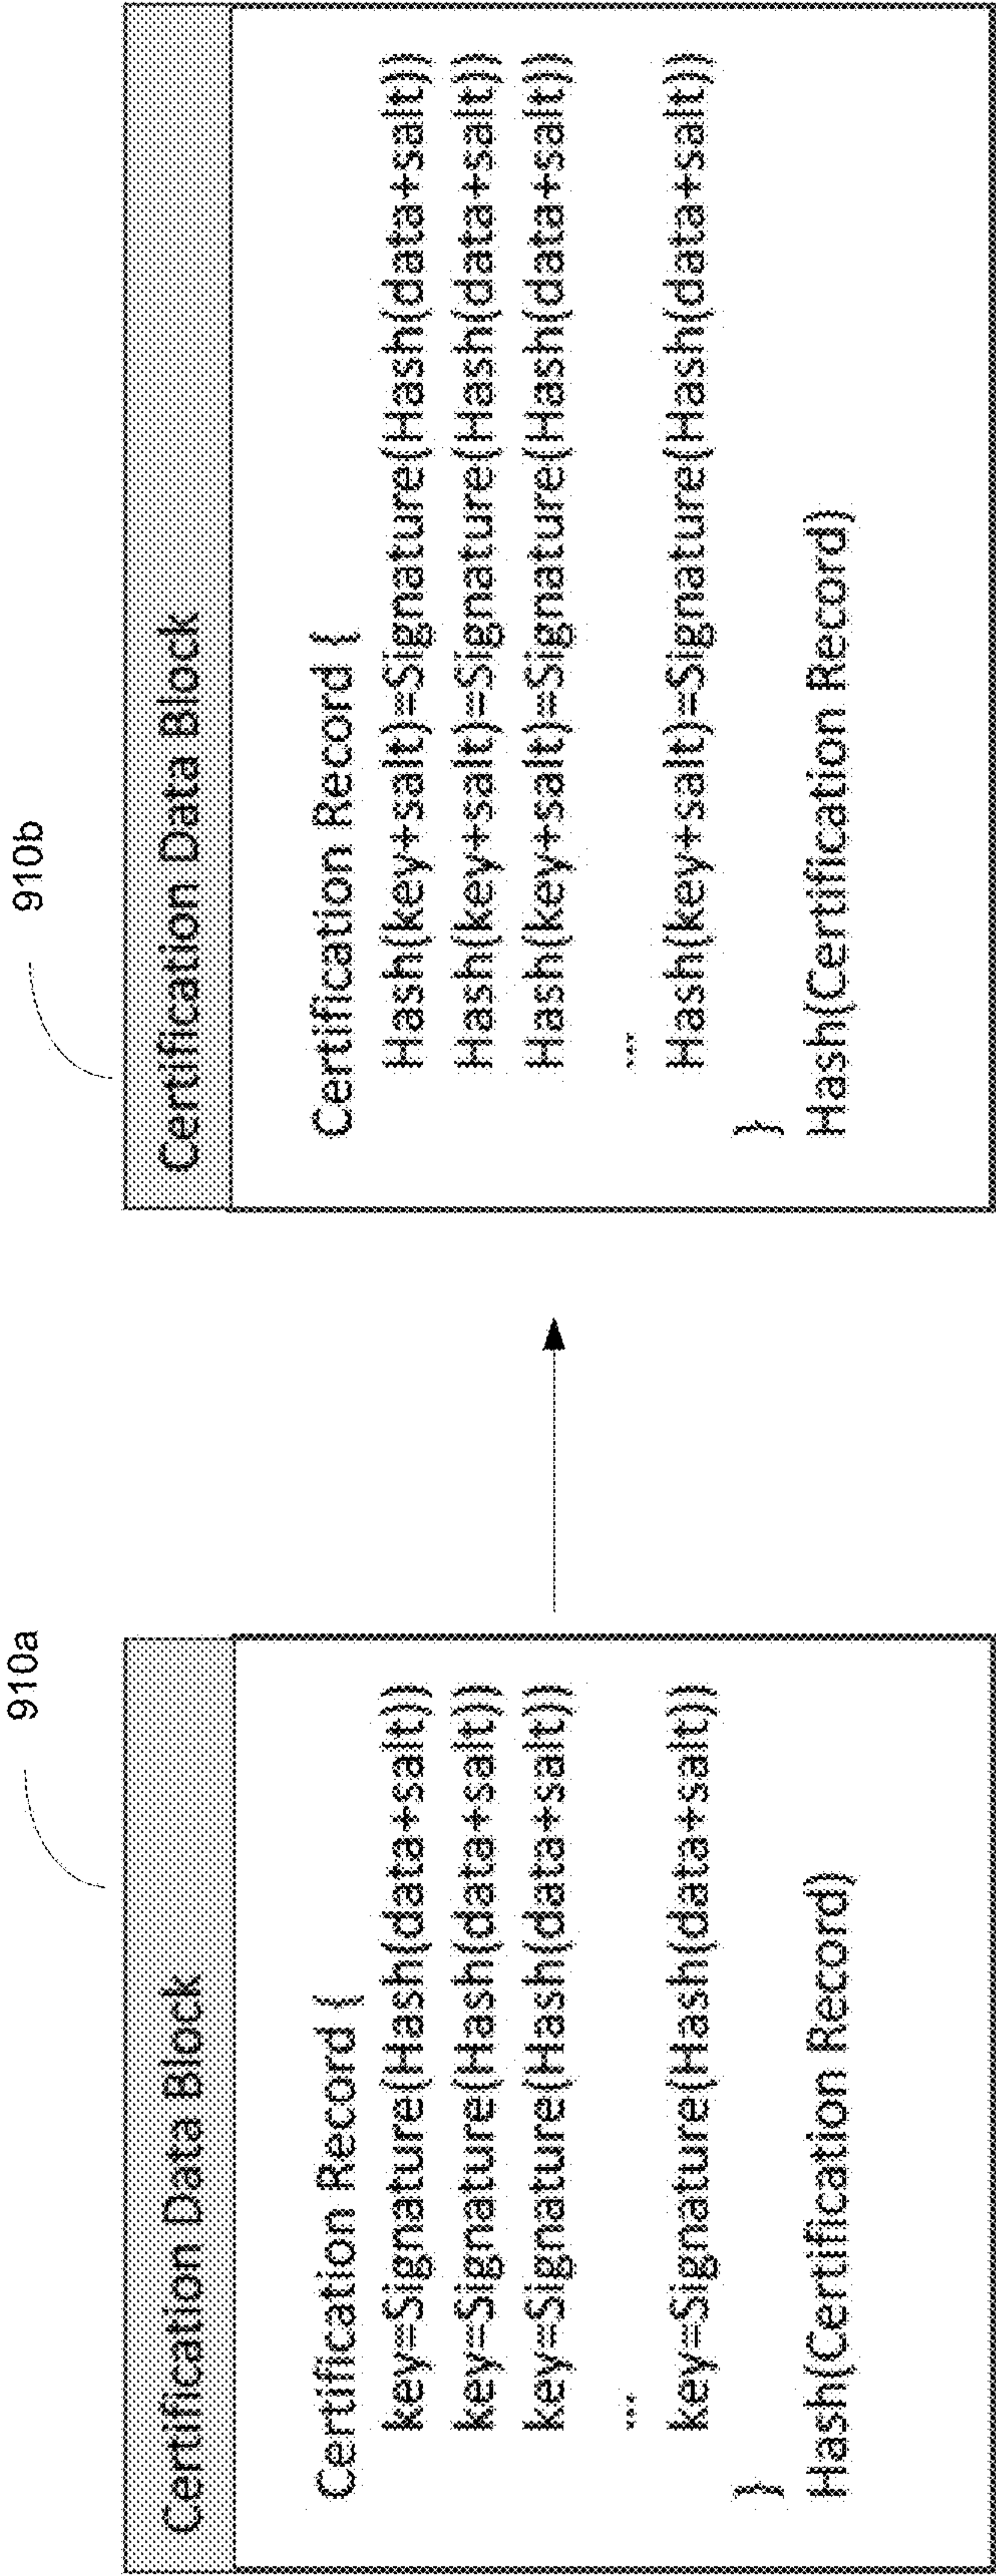 910a
Certification Data Block
Certification Record {
key=Signature(Hash(data+salt))
key=Signature(Hash(data+salt))
key=Signature(Hash(data+salt))
...
key=Signature(Hash(data+salt))
}
Hash(Certification Record)
910b
Certification Data Block
Certification Record {
Hash(key+salt)=Signature(Hash(data+salt))
Hash(key+salt)=Signature(Hash(data+salt))
Hash(key+salt)=Signature(Hash(data+salt))
...
Hash(key+salt)=Signature(Hash(data+salt))
}
Hash(Certification Record)